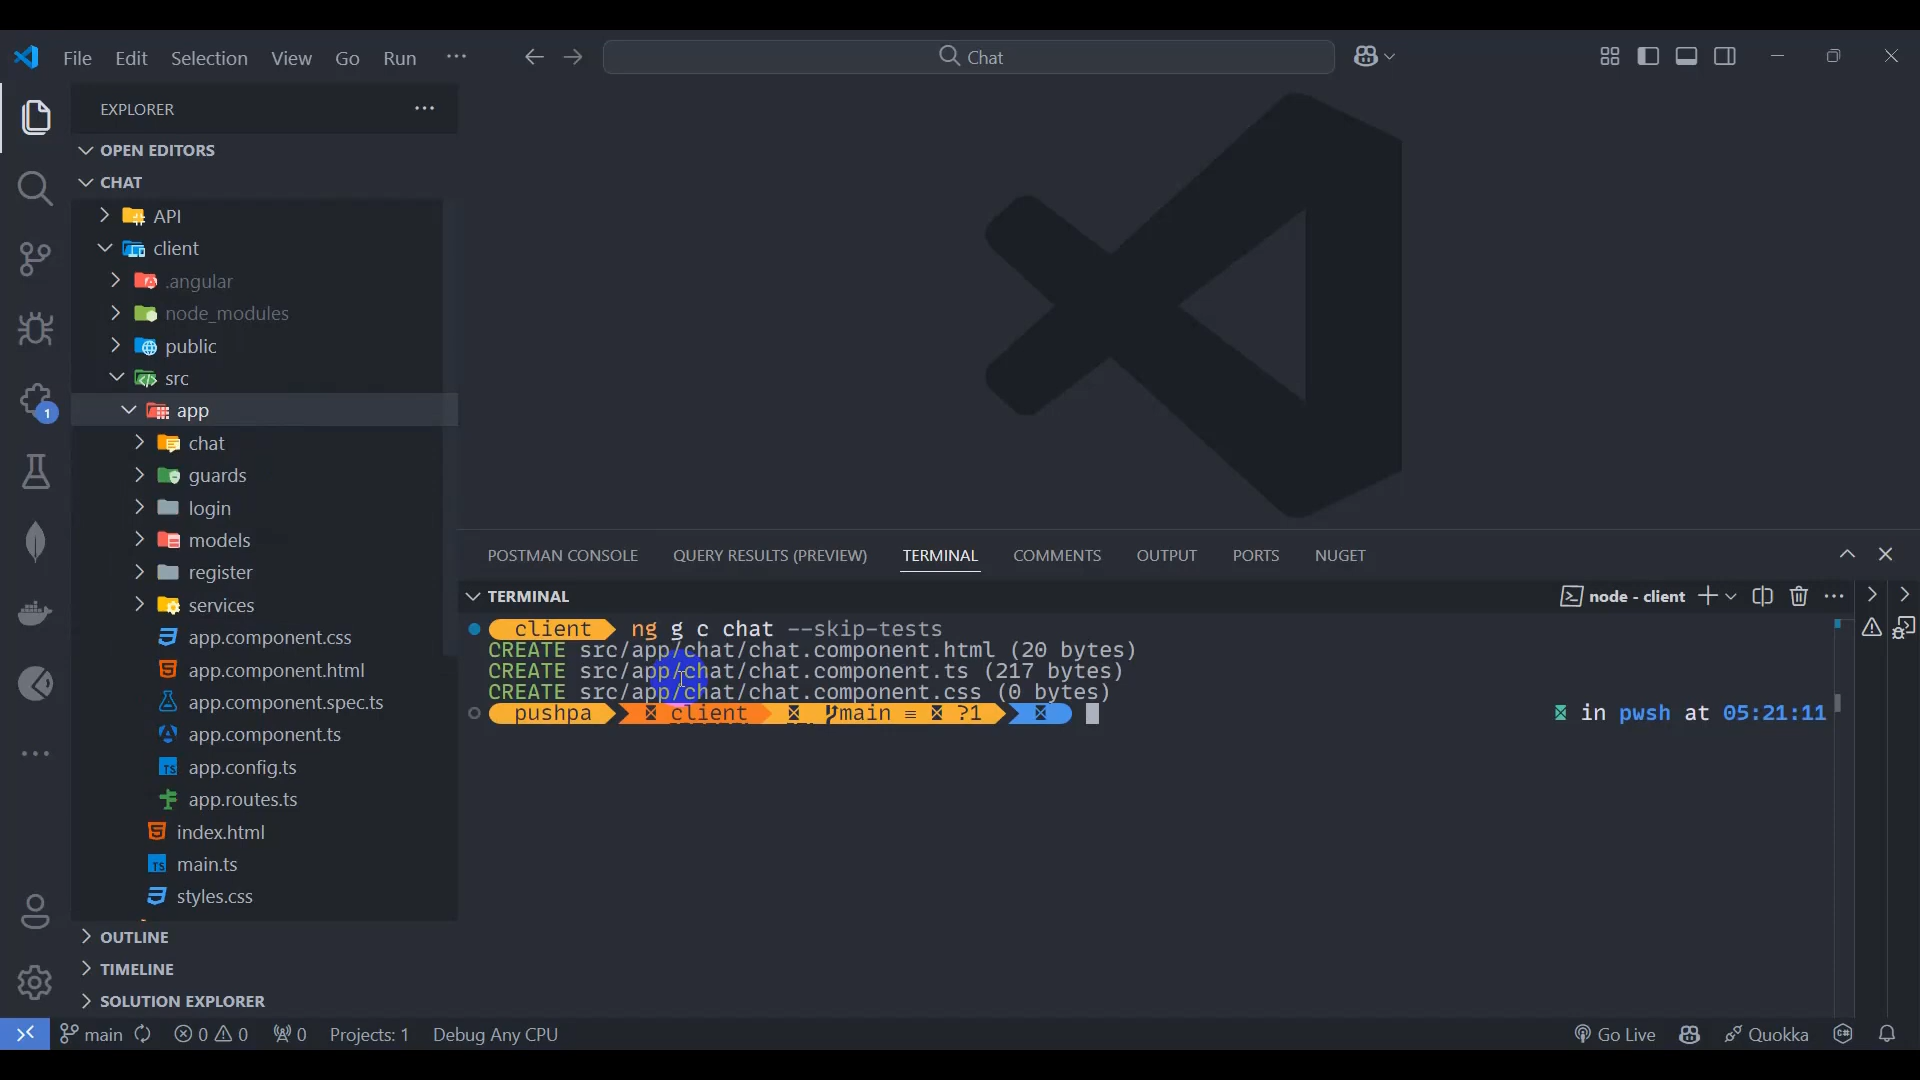 File Edit Selection View Go Run ··· Chat
EXPLORER ···
OPEN EDITORS
CHAT
API
client
.angular
node_modules
public
src
app
chat
guards
login
models
register
services
app.component.css
app.component.html
app.component.spec.ts
app.component.ts
app.config.ts
app.routes.ts
index.html
main.ts
styles.css
OUTLINE
TIMELINE
SOLUTION EXPLORER
1
POSTMAN CONSOLE QUERY RESULTS (PREVIEW) TERMINAL COMMENTS OUTPUT PORTS NUGET
TERMINAL node - client
client ng g c chat --skip-tests
CREATE src/app/chat/chat.component.html (20 bytes)
CREATE src/app/chat/chat.component.ts (217 bytes)
CREATE src/app/chat/chat.component.css (0 bytes)
pushpa client main ≡ ?1 in pwsh at 05:21:11
main 0 0 0 Projects: 1 Debug Any CPU Go Live Quokka